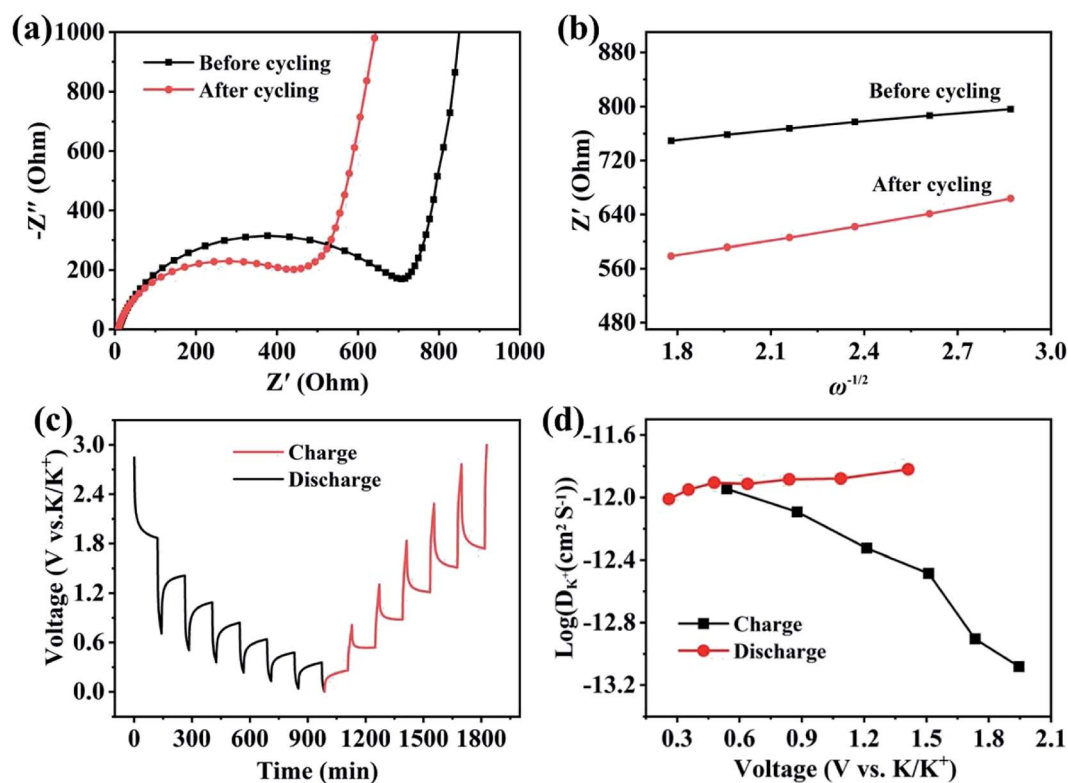 (a)
1000
800
600
400
200
0
-Z″ (Ohm)
Before cycling
After cycling
0 200 400 600 800 1000
Z′ (Ohm)
(b)
880
800
720
640
560
480
Z′ (Ohm)
Before cycling
After cycling
1.8 2.1 2.4 2.7 3.0
ω⁻¹/²
(c)
3.0
2.4
1.8
1.2
0.6
0.0
Voltage (V vs.K/K⁺)
Charge
Discharge
0 300 600 900 1200 1500 1800
Time (min)
(d)
-11.6
-12.0
-12.4
-12.8
-13.2
Log(D_K⁺(cm² S⁻¹))
Charge
Discharge
0.3 0.6 0.9 1.2 1.5 1.8 2.1
Voltage (V vs. K/K⁺)